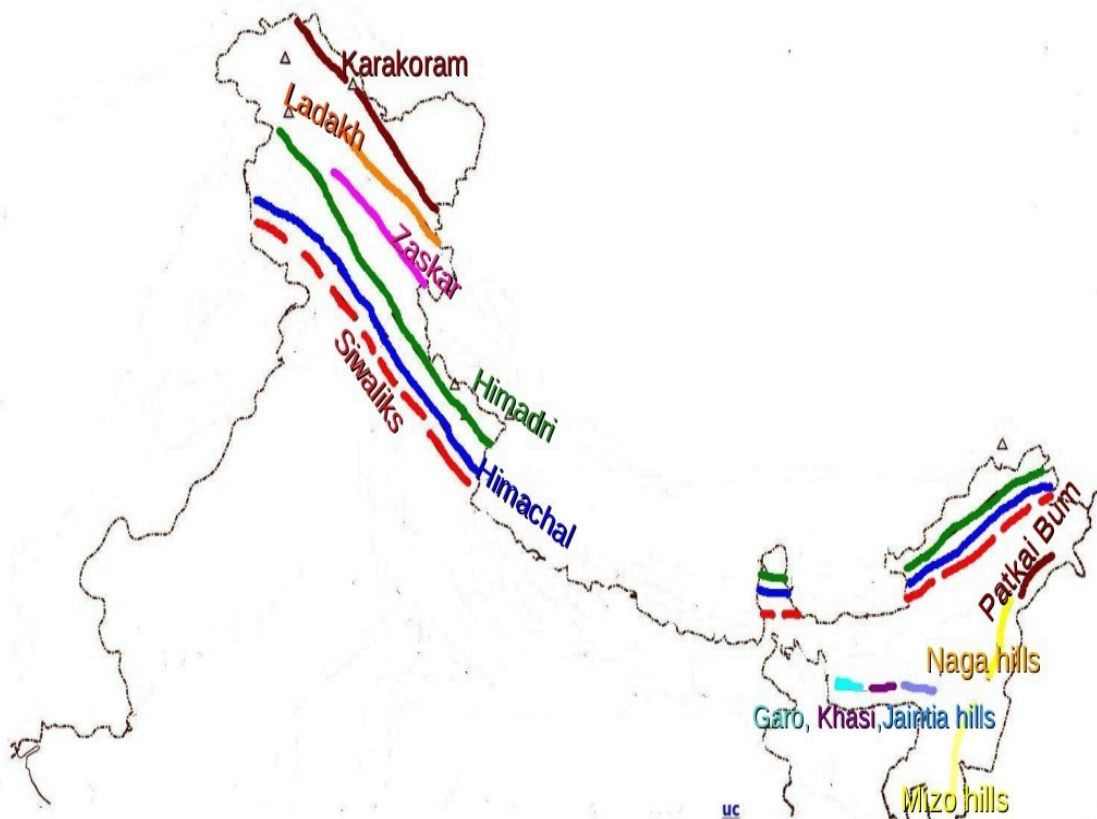 Karakoram
Ladakh
Zaskar
Siwaliks
Himadri
Himachal
Patkai Bum
Naga hills
Garo, Khasi,Jaintia hills
Mizo hills
uc